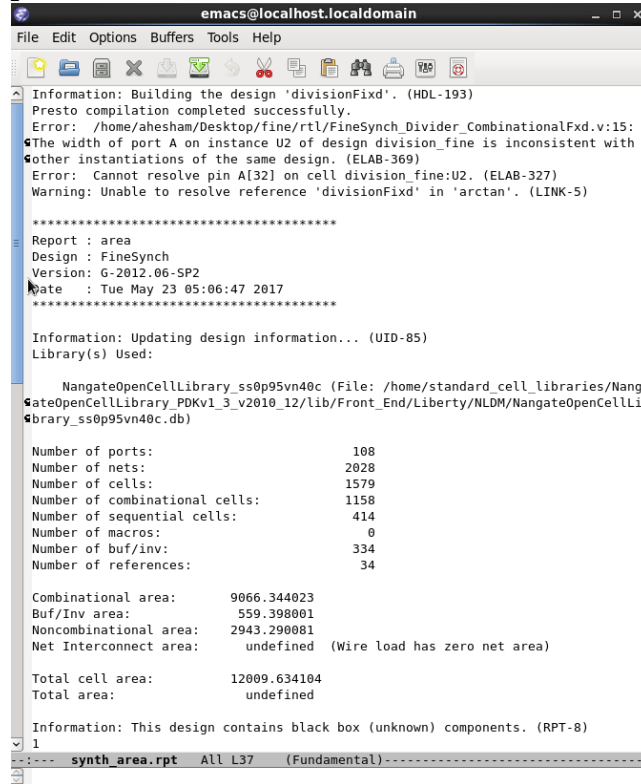 emacs@localhost.localdomain
File Edit Options Buffers Tools Help
Information: Building the design 'divisionFixd'. (HDL-193)
Presto compilation completed successfully.
Error:  /home/ahesham/Desktop/fine/rtl/FineSynch_Divider_CombinationalFxd.v:15:
The width of port A on instance U2 of design division_fine is inconsistent with
other instantiations of the same design. (ELAB-369)
Error:  Cannot resolve pin A[32] on cell division_fine:U2. (ELAB-327)
Warning: Unable to resolve reference 'divisionFixd' in 'arctan'. (LINK-5)
****************************************
Report : area
Design : FineSynch
Version: G-2012.06-SP2
Date   : Tue May 23 05:06:47 2017
****************************************
Information: Updating design information... (UID-85)
Library(s) Used:
NangateOpenCellLibrary_ss0p95vn40c (File: /home/standard_cell_libraries/Nang
ateOpenCellLibrary_PDKv1_3_v2010_12/lib/Front_End/Liberty/NLDM/NangateOpenCellLi
brary_ss0p95vn40c.db)
Number of ports: 108
Number of nets: 2028
Number of cells: 1579
Number of combinational cells: 1158
Number of sequential cells: 414
Number of macros: 0
Number of buf/inv: 334
Number of references: 34
Combinational area: 9066.344023
Buf/Inv area: 559.398001
Noncombinational area: 2943.290081
Net Interconnect area: undefined (Wire load has zero net area)
Total cell area: 12009.634104
Total area: undefined
Information: This design contains black box (unknown) components. (RPT-8)
1
--:--- synth_area.rpt All L37 (Fundamental)--------------------------------